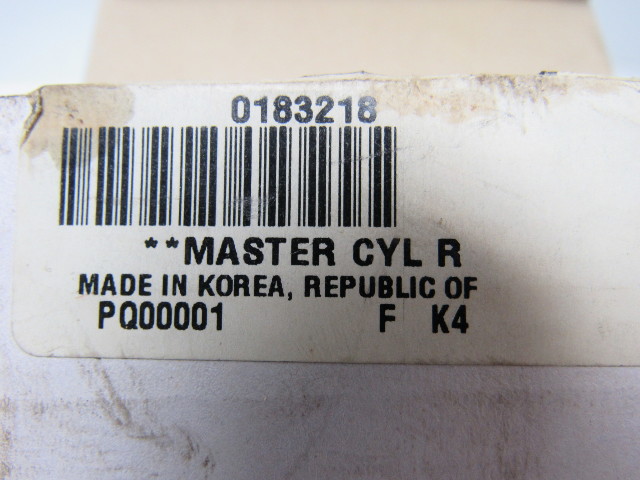 0183218
**MASTER CYL R
MADE IN KOREA, REPUBLIC OF
PQ00001 F K4